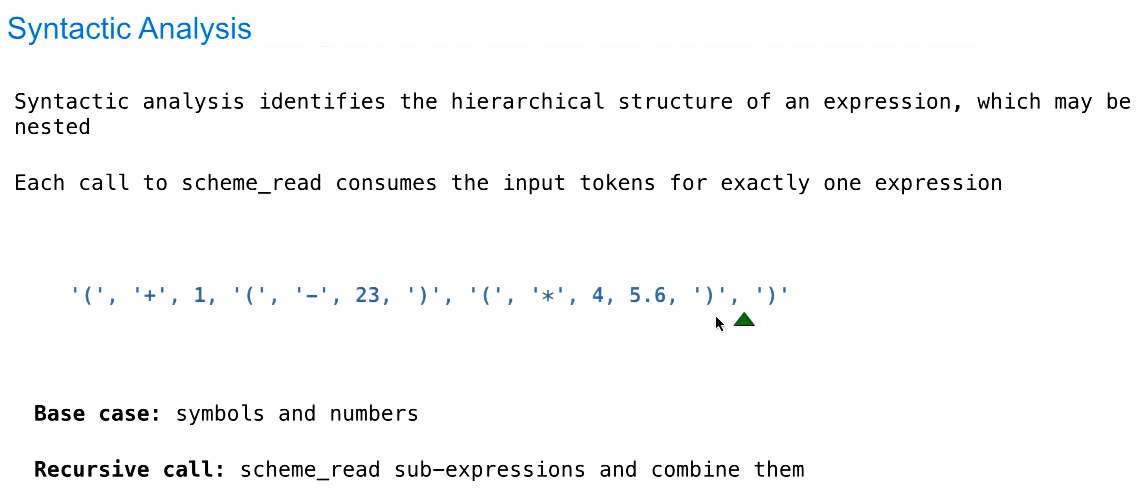 Syntactic Analysis
Syntactic analysis identifies the hierarchical structure of an expression, which may be
nested
Each call to scheme_read consumes the input tokens for exactly one expression
'(', '+', 1, '(', '-', 23, ')', '(', '*', 4, 5.6, ')', ')'
Base case: symbols and numbers
Recursive call: scheme_read sub-expressions and combine them